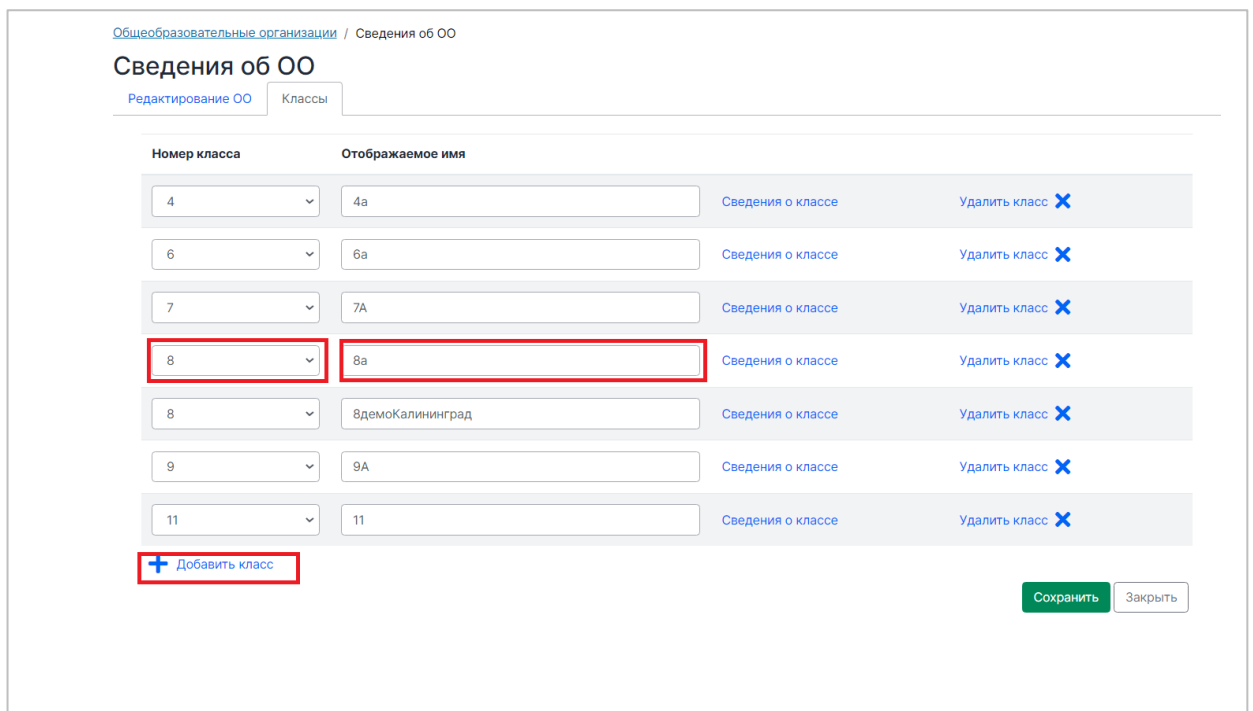 Общеобразовательные организации / Сведения об ОО
Сведения об ОО
Редактирование ОО Классы
Номер класса Отображаемое имя
4 4а Сведения о классе Удалить класс
6 6а Сведения о классе Удалить класс
7 7А Сведения о классе Удалить класс
8 8а Сведения о классе Удалить класс
8 8демоКалининград Сведения о классе Удалить класс
9 9А Сведения о классе Удалить класс
11 11 Сведения о классе Удалить класс
Добавить класс
Сохранить Закрыть